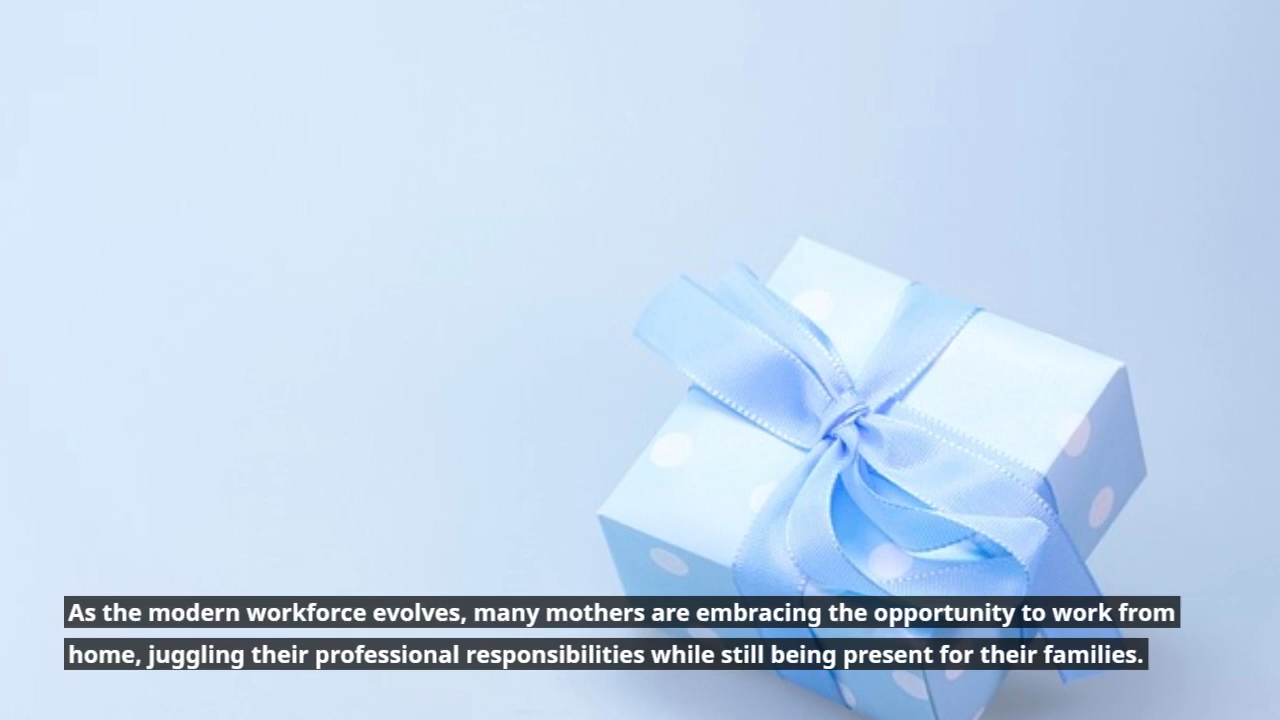 As the modern workforce evolves, many mothers are embracing the opportunity to work from
home, juggling their professional responsibilities while still being present for their families.